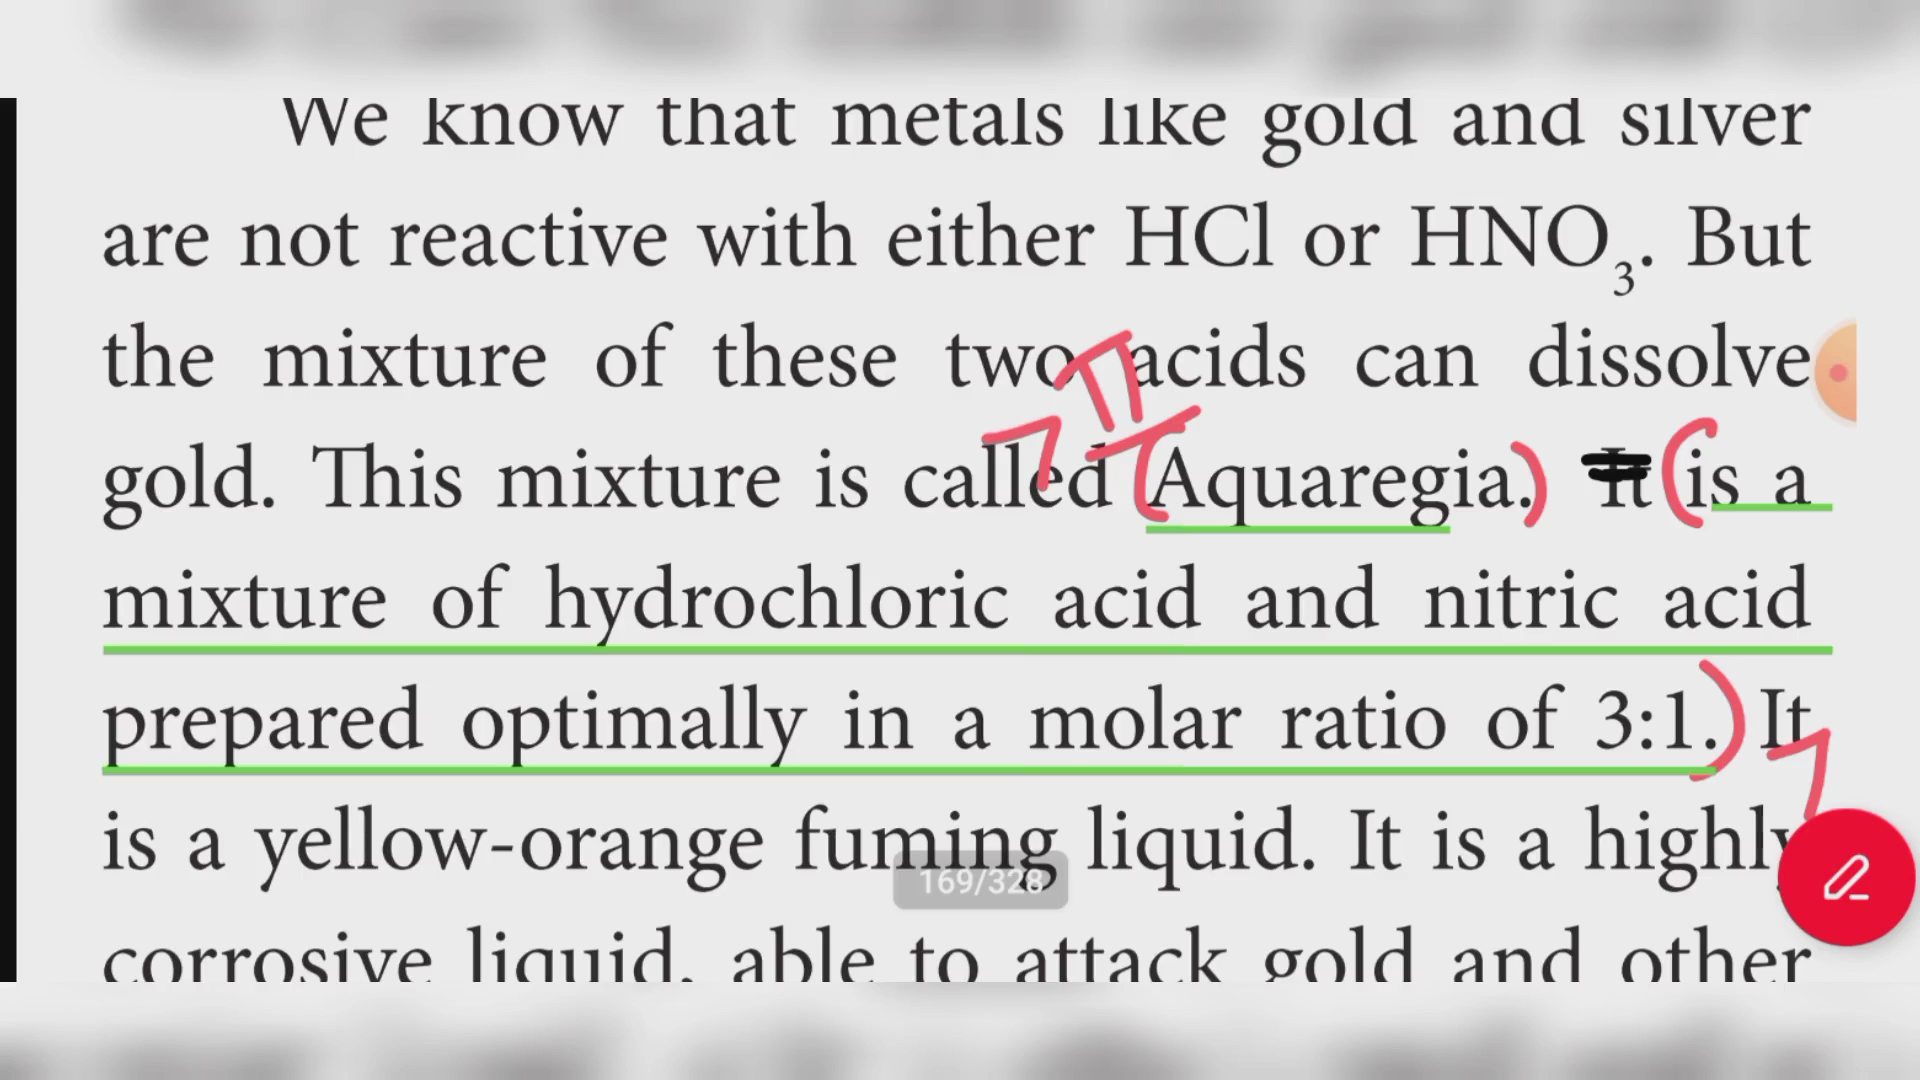 We know that metals like gold and silver
are not reactive with either HCl or HNO₃. But
the mixture of these two acids can dissolve
gold. This mixture is called (Aquaregia.) It (is a
mixture of hydrochloric acid and nitric acid
prepared optimally in a molar ratio of 3:1.) It
is a yellow-orange fuming liquid. It is a highly
169/328
corrosive liquid, able to attack gold and other